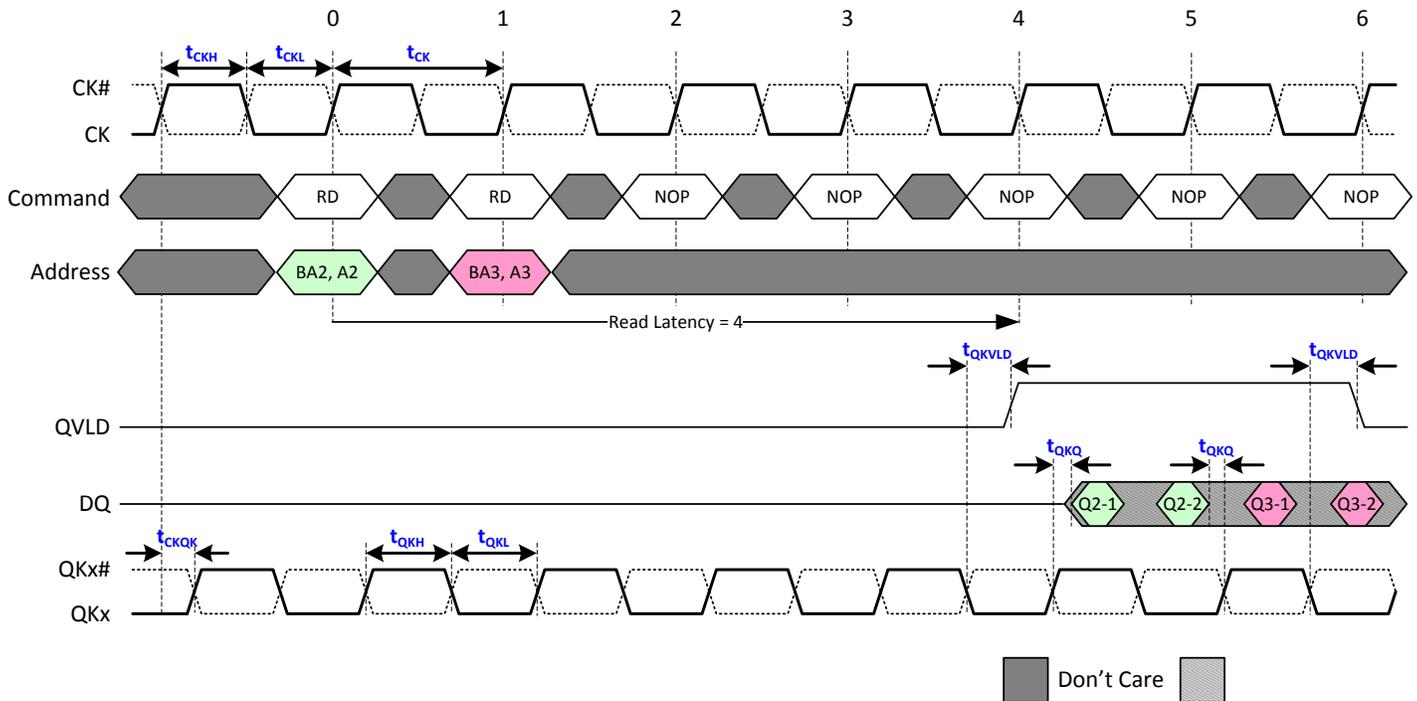 0 1 2 3 4 5 6
tCKH tCKL tCK
CK#
CK
Command RD RD NOP NOP NOP NOP NOP
Address BA2, A2 BA3, A3
Read Latency = 4
tQKVLD tQKVLD
QVLD
tQKQ tQKQ
DQ Q2-1 Q2-2 Q3-1 Q3-2
tCKQK tQKH tQKL
QKx#
QKx
Don't Care